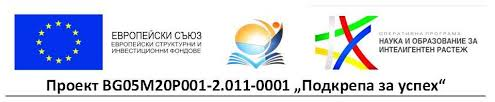 ЕВРОПЕЙСКИ СЪЮЗ
ЕВРОПЕЙСКИ СТРУКТУРНИ И
ИНВЕСТИЦИОННИ ФОНДОВЕ
ОПЕРАТИВНА ПРОГРАМА
НАУКА И ОБРАЗОВАНИЕ ЗА
ИНТЕЛИГЕНТЕН РАСТЕЖ
Проект BG05M20P001-2.011-0001 „Подкрепа за успех“